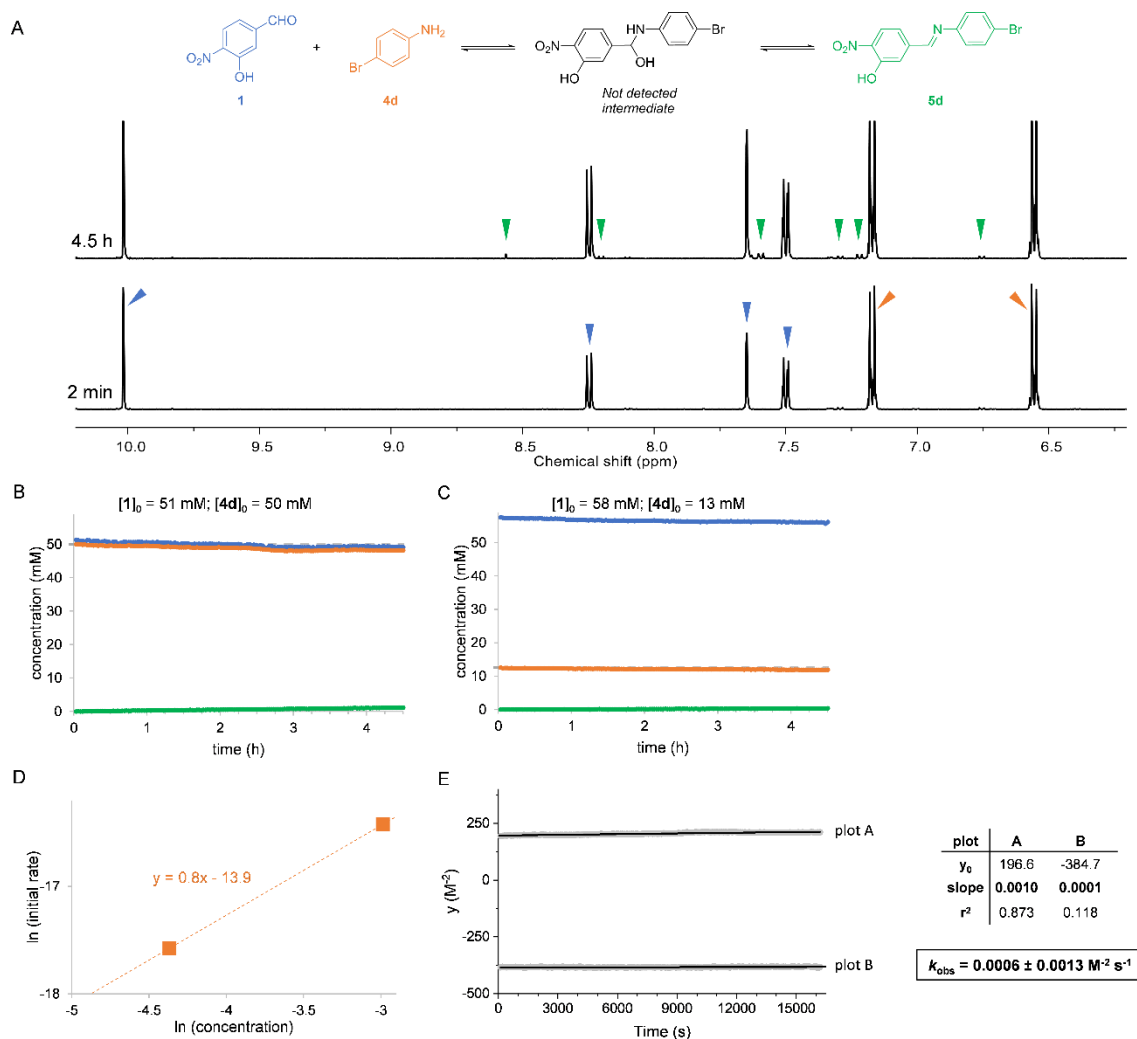 A
CHO
NO₂
OH
1
+
NH₂
Br
4d
HN
Br
NO₂
HO
OH
Not detected
intermediate
N
Br
NO₂
HO
5d
4.5 h
2 min
10.0 9.5 9.0 8.5 8.0 7.5 7.0 6.5
Chemical shift (ppm)
B
[1]₀ = 51 mM; [4d]₀ = 50 mM
concentration (mM)
50
40
30
20
10
0
0 1 2 3 4
time (h)
C
[1]₀ = 58 mM; [4d]₀ = 13 mM
concentration (mM)
50
40
30
20
10
0
0 1 2 3 4
time (h)
D
ln (initial rate)
-17
-18
y = 0.8x - 13.9
-5 -4.5 -4 -3.5 -3
ln (concentration)
E
y (M⁻²)
250
0
-250
-500
plot A
plot B
0 3000 6000 9000 12000 15000
Time (s)
plot A B
y₀ 196.6 -384.7
slope 0.0010 0.0001
r² 0.873 0.118
k_obs = 0.0006 ± 0.0013 M⁻² s⁻¹